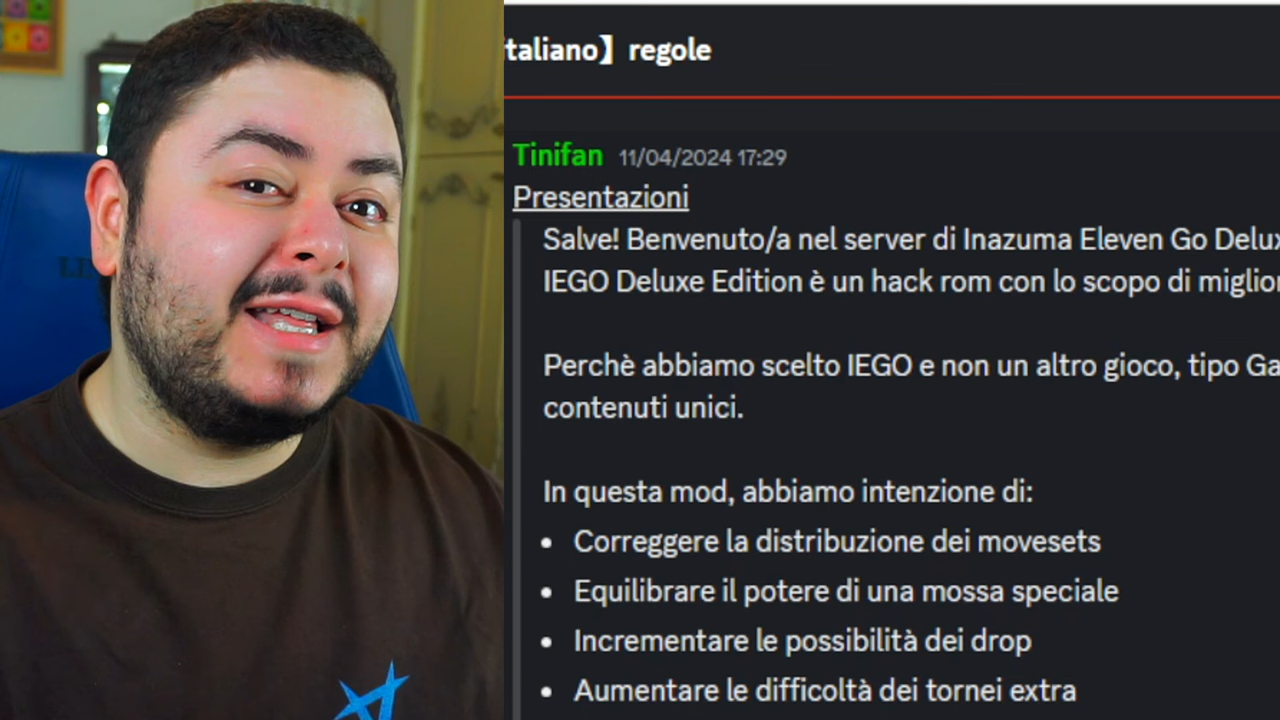 taliano】regole
Tinifan 11/04/2024 17:29
Presentazioni
Salve! Benvenuto/a nel server di Inazuma Eleven Go
IEGO Deluxe Edition è un hack rom con lo scopo di
Perchè abbiamo scelto IEGO e non un altro gioco, tipo
contenuti unici.
In questa mod, abbiamo intenzione di:
• Correggere la distribuzione dei movesets
• Equilibrare il potere di una mossa speciale
• Incrementare le possibilità dei drop
• Aumentare le difficoltà dei tornei extra